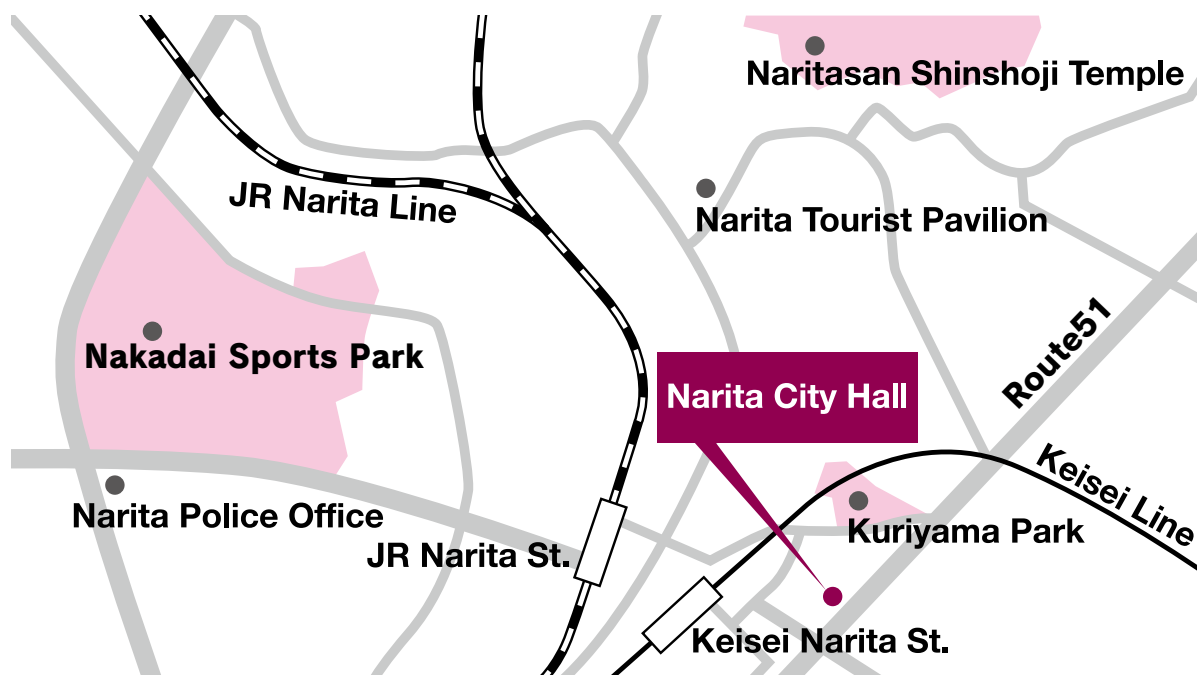 Naritasan Shinshoji Temple
JR Narita Line
Narita Tourist Pavilion
Route51
Nakadai Sports Park
Narita City Hall
Keisei Line
Narita Police Office
Kuriyama Park
JR Narita St.
Keisei Narita St.